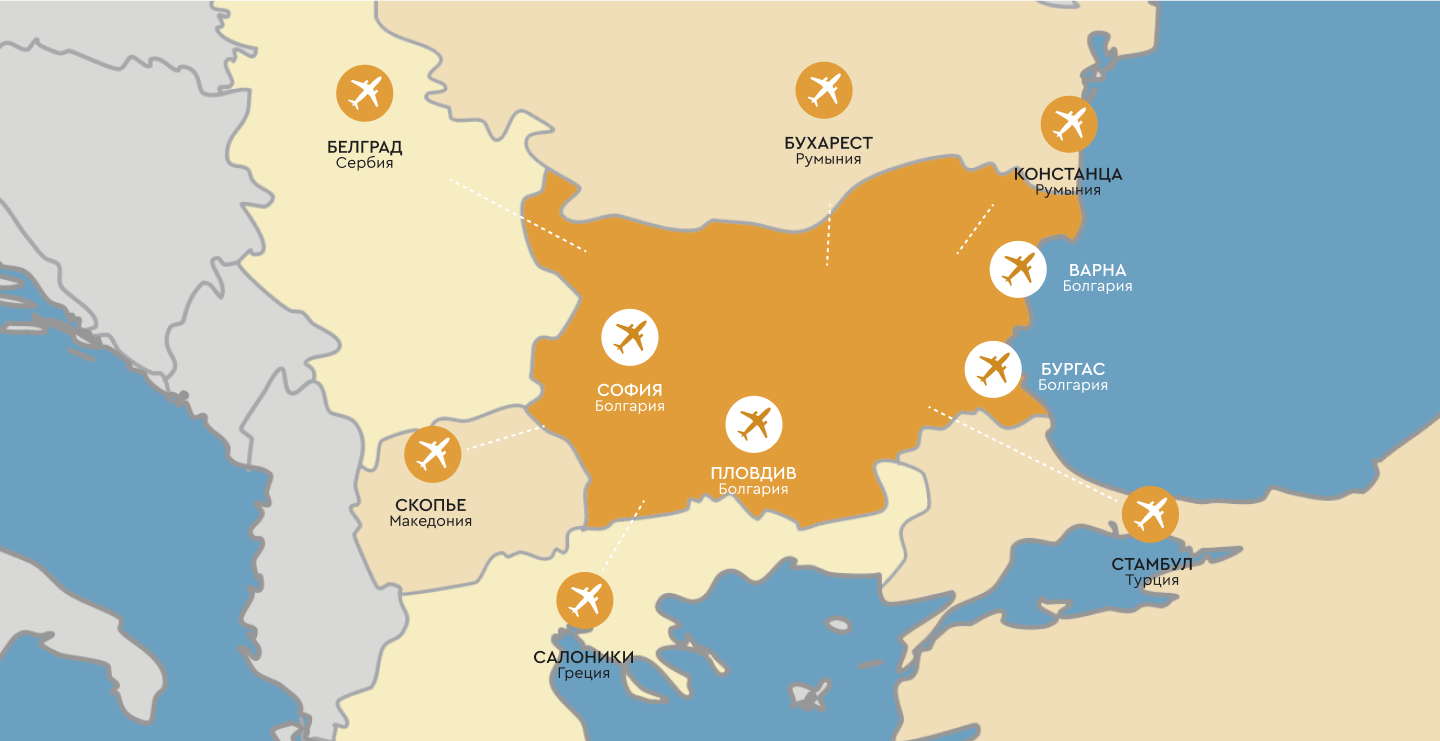 БЕЛГРАД
Сербия
БУХАРЕСТ
Румыния
КОНСТАНЦА
Румыния
ВАРНА
Болгария
БУРГАС
Болгария
СОФИЯ
Болгария
ПЛОВДИВ
Болгария
СКОПЬЕ
Македония
СТАМБУЛ
Турция
САЛОНИКИ
Греция